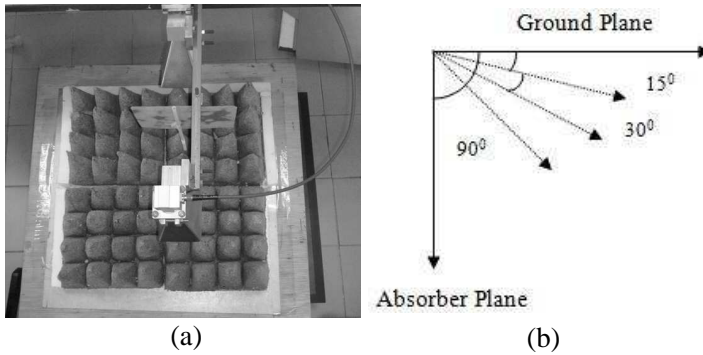 Ground Plane
15⁰
30⁰
90⁰
Absorber Plane
(a)
(b)